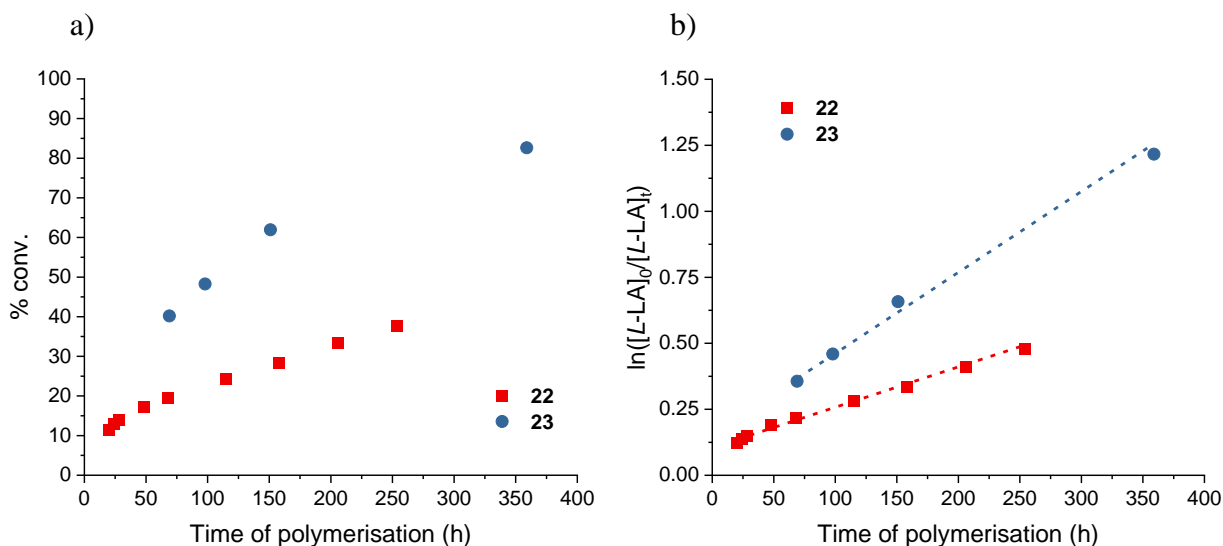 a)
100
90
80
70
60
50
40
30
20
10
0
% conv.
22
23
0 50 100 150 200 250 300 350 400
Time of polymerisation (h)
b)
1.50
1.25
1.00
0.75
0.50
0.25
0.00
ln([L-LA]0/[L-LA]t)
22
23
0 50 100 150 200 250 300 350 400
Time of polymerisation (h)